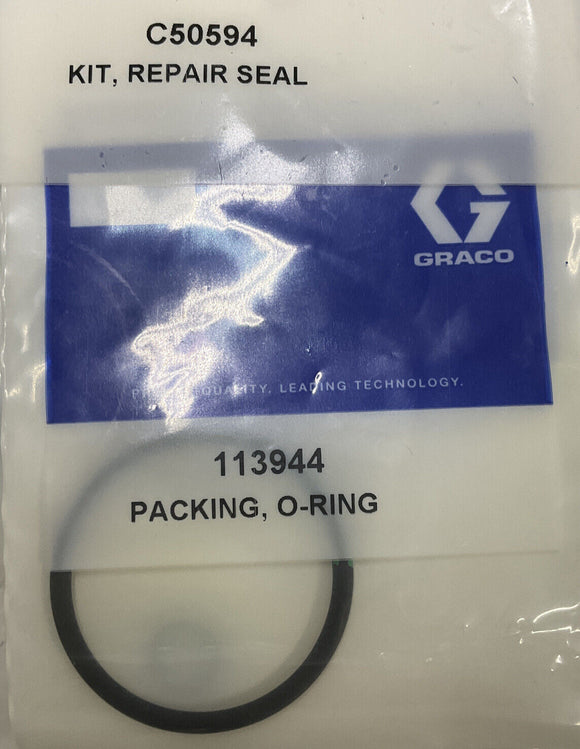 C50594
KIT, REPAIR SEAL
GRACO
QUALITY. LEADING TECHNOLOGY.
113944
PACKING, O-RING